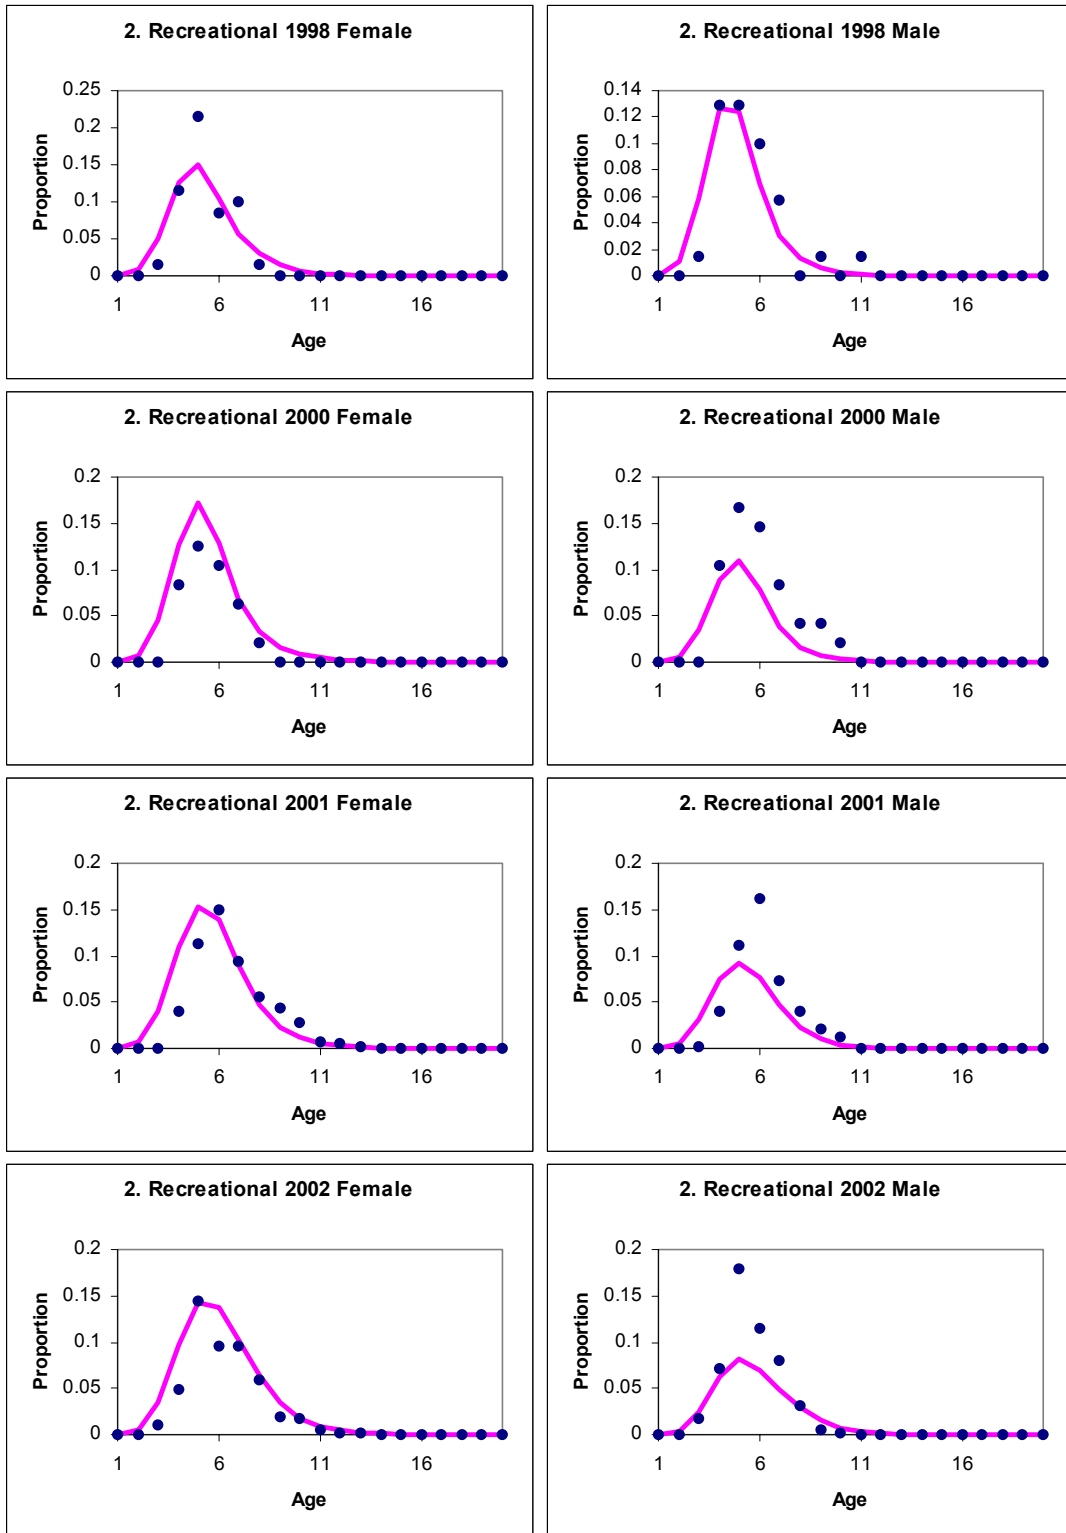 2. Recreational 1998 Female
0.25
0.2
0.15
0.1
0.05
0
Proportion
1 6 11 16
Age
2. Recreational 1998 Male
0.14
0.12
0.1
0.08
0.06
0.04
0.02
0
Proportion
1 6 11 16
Age
2. Recreational 2000 Female
0.2
0.15
0.1
0.05
0
Proportion
1 6 11 16
Age
2. Recreational 2000 Male
0.2
0.15
0.1
0.05
0
Proportion
1 6 11 16
Age
2. Recreational 2001 Female
0.2
0.15
0.1
0.05
0
Proportion
1 6 11 16
Age
2. Recreational 2001 Male
0.2
0.15
0.1
0.05
0
Proportion
1 6 11 16
Age
2. Recreational 2002 Female
0.2
0.15
0.1
0.05
0
Proportion
1 6 11 16
Age
2. Recreational 2002 Male
0.2
0.15
0.1
0.05
0
Proportion
1 6 11 16
Age